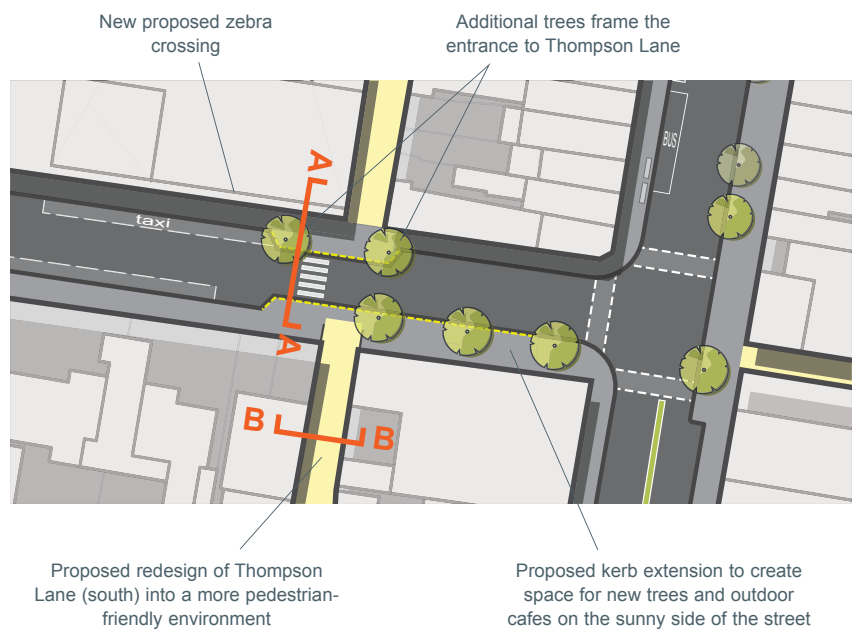 New proposed zebra
crossing
Additional trees frame the
entrance to Thompson Lane
BUS
A
taxi
A
B
B
Proposed redesign of Thompson
Lane (south) into a more pedestrian-
friendly environment
Proposed kerb extension to create
space for new trees and outdoor
cafes on the sunny side of the street